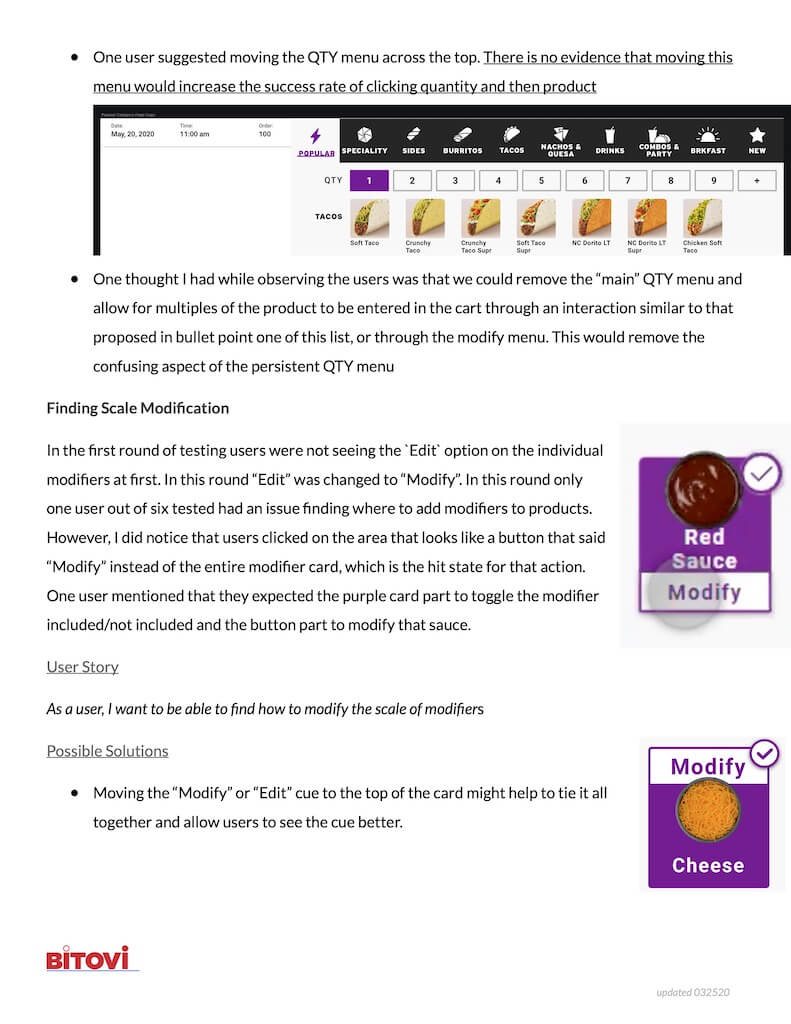 One user suggested moving the QTY menu across the top. There is no evidence that moving this
menu would increase the success rate of clicking quantity and then product
Date: Time: Order:
May, 20, 2020 11:00 am 100
POPULAR SPECIALITY SIDES BURRITOS TACOS NACHOS & QUESA DRINKS COMBOS & PARTY BRKFAST NEW
QTY 1 2 3 4 5 6 7 8 9 +
TACOS
Soft Taco Crunchy Taco Crunchy Taco Supr Soft Taco Supr NC Dorito LT NC Dorito LT Supr Chicken Soft Taco
One thought I had while observing the users was that we could remove the “main” QTY menu and
allow for multiples of the product to be entered in the cart through an interaction similar to that
proposed in bullet point one of this list, or through the modify menu. This would remove the
confusing aspect of the persistent QTY menu
Finding Scale Modification
In the first round of testing users were not seeing the `Edit` option on the individual
modifiers at first. In this round “Edit” was changed to “Modify”. In this round only
one user out of six tested had an issue finding where to add modifiers to products.
However, I did notice that users clicked on the area that looks like a button that said
“Modify” instead of the entire modifier card, which is the hit state for that action.
One user mentioned that they expected the purple card part to toggle the modifier
included/not included and the button part to modify that sauce.
Red
Sauce
Modify
User Story
As a user, I want to be able to find how to modify the scale of modifiers
Possible Solutions
Moving the “Modify” or “Edit” cue to the top of the card might help to tie it all
together and allow users to see the cue better.
Modify
Cheese
BITOVI
updated 032520